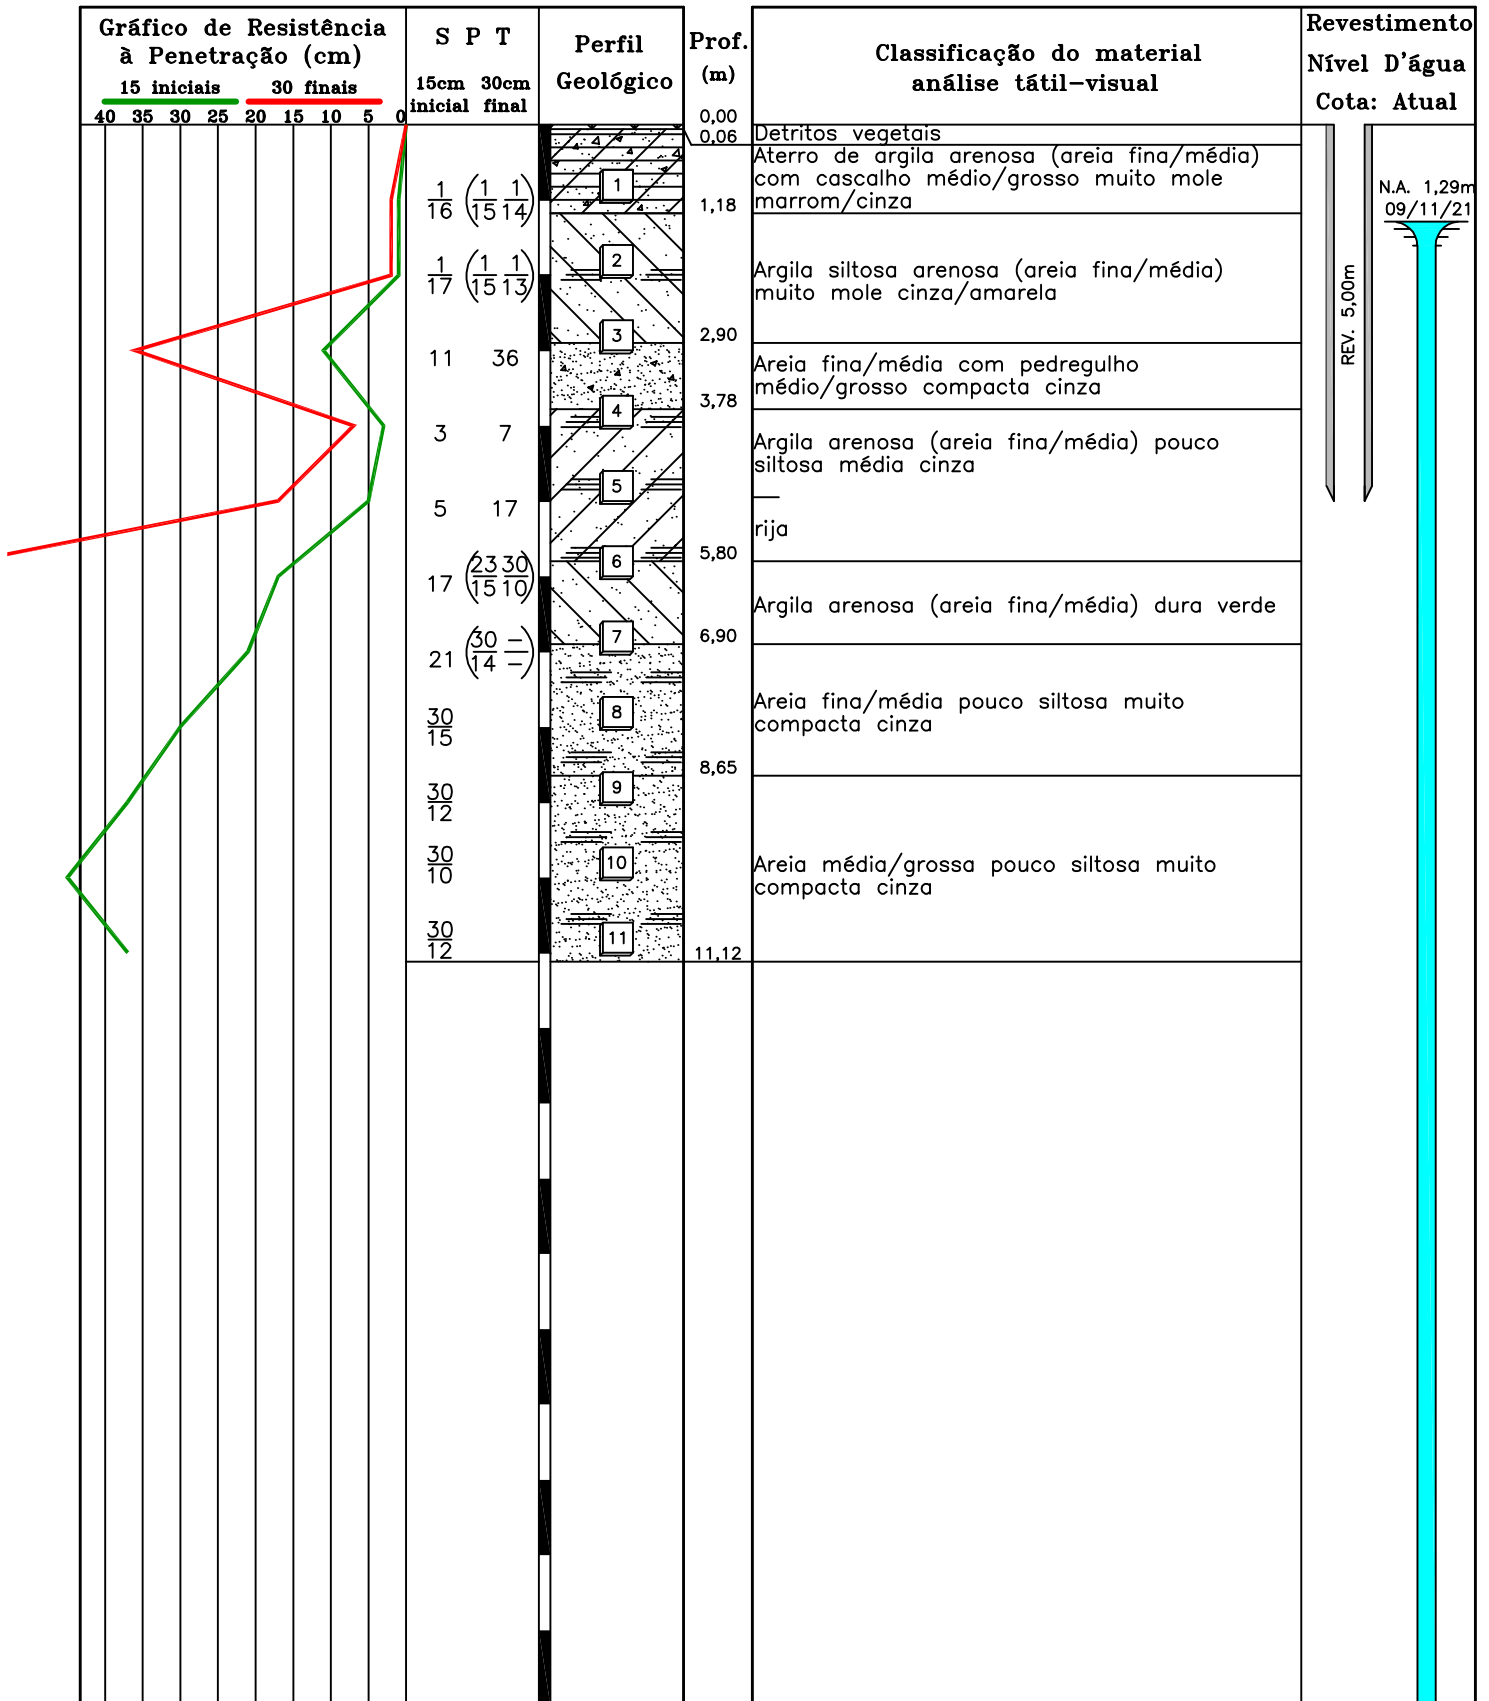 Gráfico de Resistência
à Penetração (cm)
15 iniciais 30 finais
40 35 30 25 20 15 10 5 0
S P T
15cm 30cm
inicial final
Perfil
Geológico
Prof.
(m)
Classificação do material
análise tátil-visual
Revestimento
Nível D'água
Cota: Atual
0,00
0,06 Detritos vegetais
Aterro de argila arenosa (areia fina/média)
com cascalho médio/grosso muito mole
marrom/cinza
1/16 (1/15 1/14)
1
1,18
N.A. 1,29m
09/11/21
1/17 (1/15 1/13)
2
Argila siltosa arenosa (areia fina/média)
muito mole cinza/amarela
REV. 5,00m
3
2,90
11 36
Areia fina/média com pedregulho
médio/grosso compacta cinza
3,78
4
3 7
Argila arenosa (areia fina/média) pouco
siltosa média cinza
5
5 17
rija
5,80
6
17 (23/15 30/10)
Argila arenosa (areia fina/média) dura verde
7
6,90
21 (30/14 -/-)
Areia fina/média pouco siltosa muito
compacta cinza
8
30/15
8,65
9
30/12
10
30/10
Areia média/grossa pouco siltosa muito
compacta cinza
11
30/12
11,12